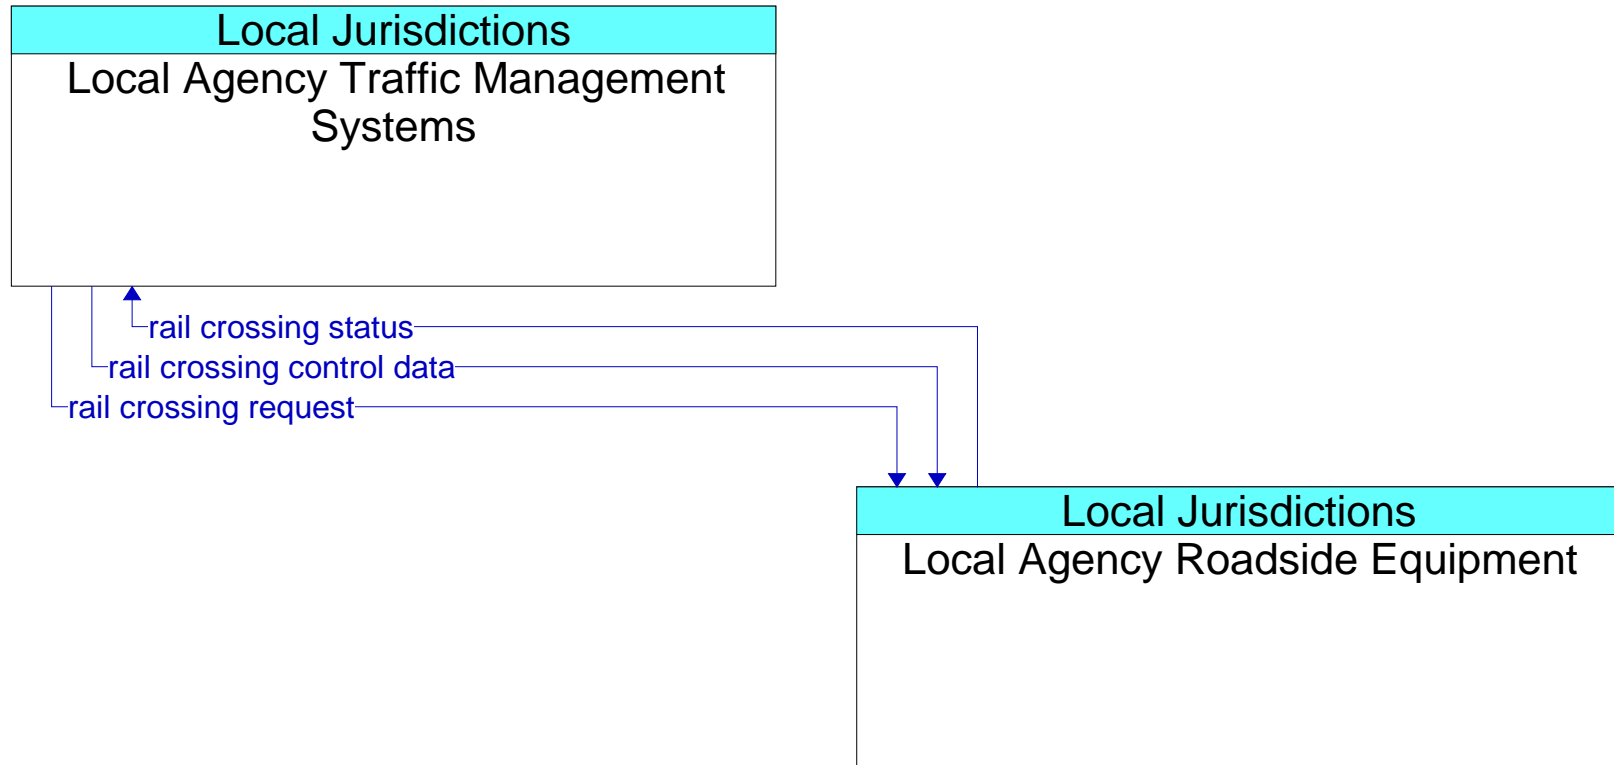 Local Jurisdictions
Local Agency Traffic Management
Systems
rail crossing status
rail crossing control data
rail crossing request
Local Jurisdictions
Local Agency Roadside Equipment